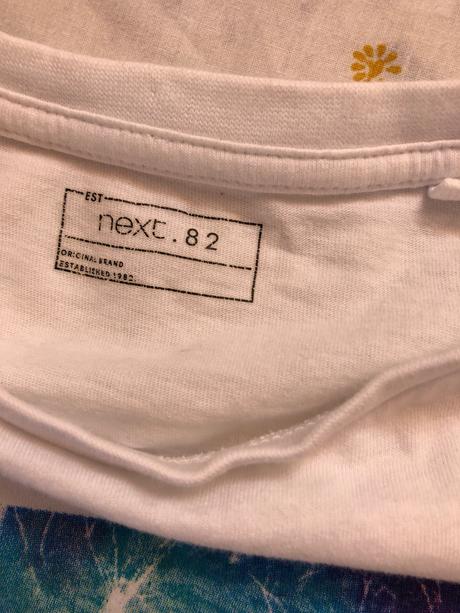 EST
next.82
ORIGINAL BRAND
ESTABLISHED 1982